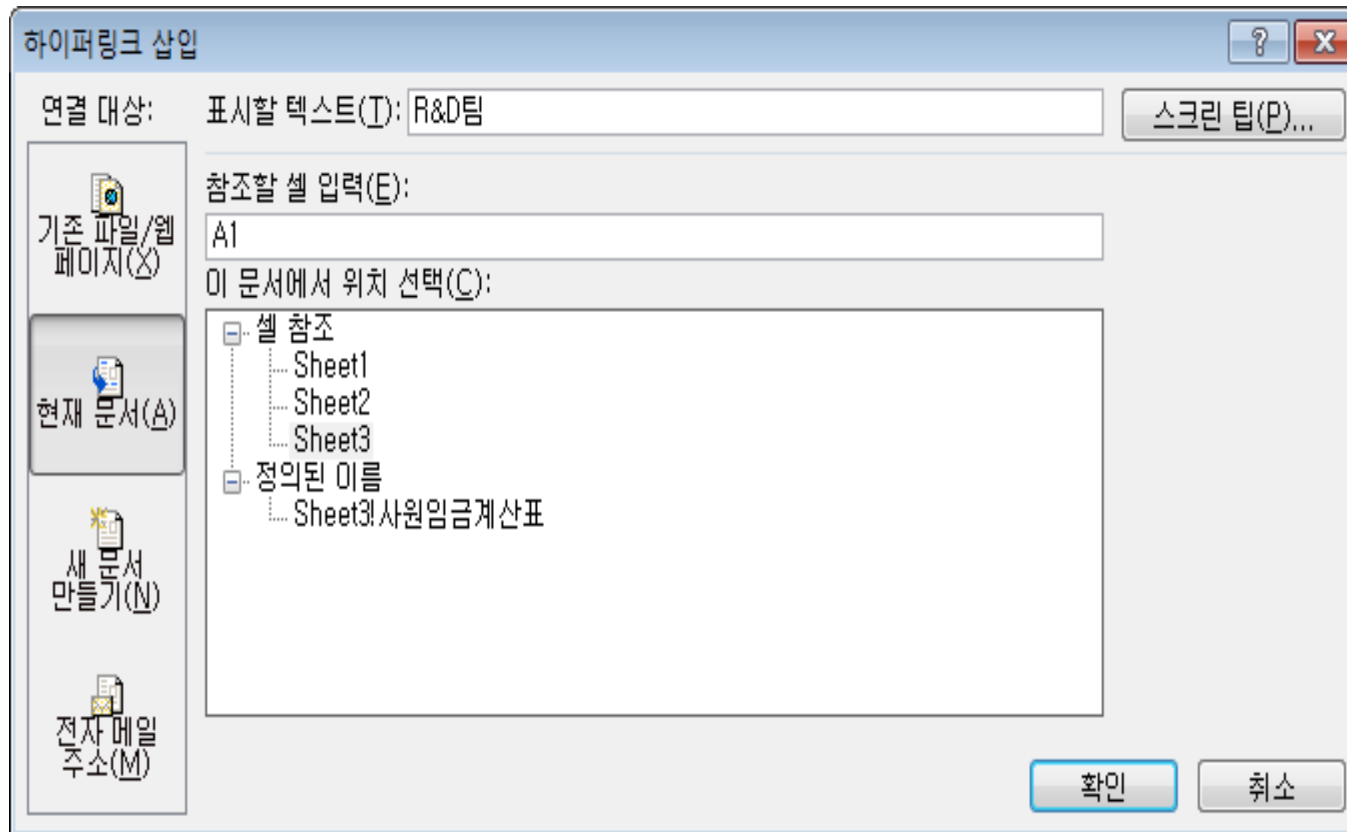 하이퍼링크 삽입
연결 대상:
표시할 텍스트(T): R&D팀
스크린 팁(P)...
기존 파일/웹
페이지(X)
현재 문서(A)
새 문서
만들기(N)
전자 메일
주소(M)
참조할 셀 입력(E):
A1
이 문서에서 위치 선택(C):
셀 참조
Sheet1
Sheet2
Sheet3
정의된 이름
Sheet3!사원임금계산표
확인
취소